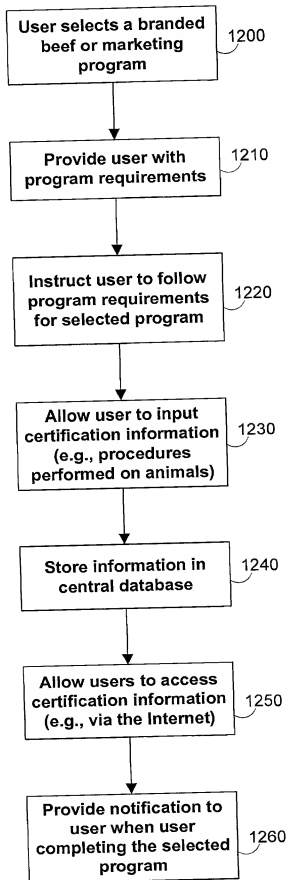 User selects a branded
beef or marketing
program
1200
Provide user with
program requirements
1210
Instruct user to follow
program requirements
for selected program
1220
Allow user to input
certification information
(e.g., procedures
performed on animals)
1230
Store information in
central database
1240
Allow users to access
certification information
(e.g., via the Internet)
1250
Provide notification to
user when user
completing the selected
program
1260